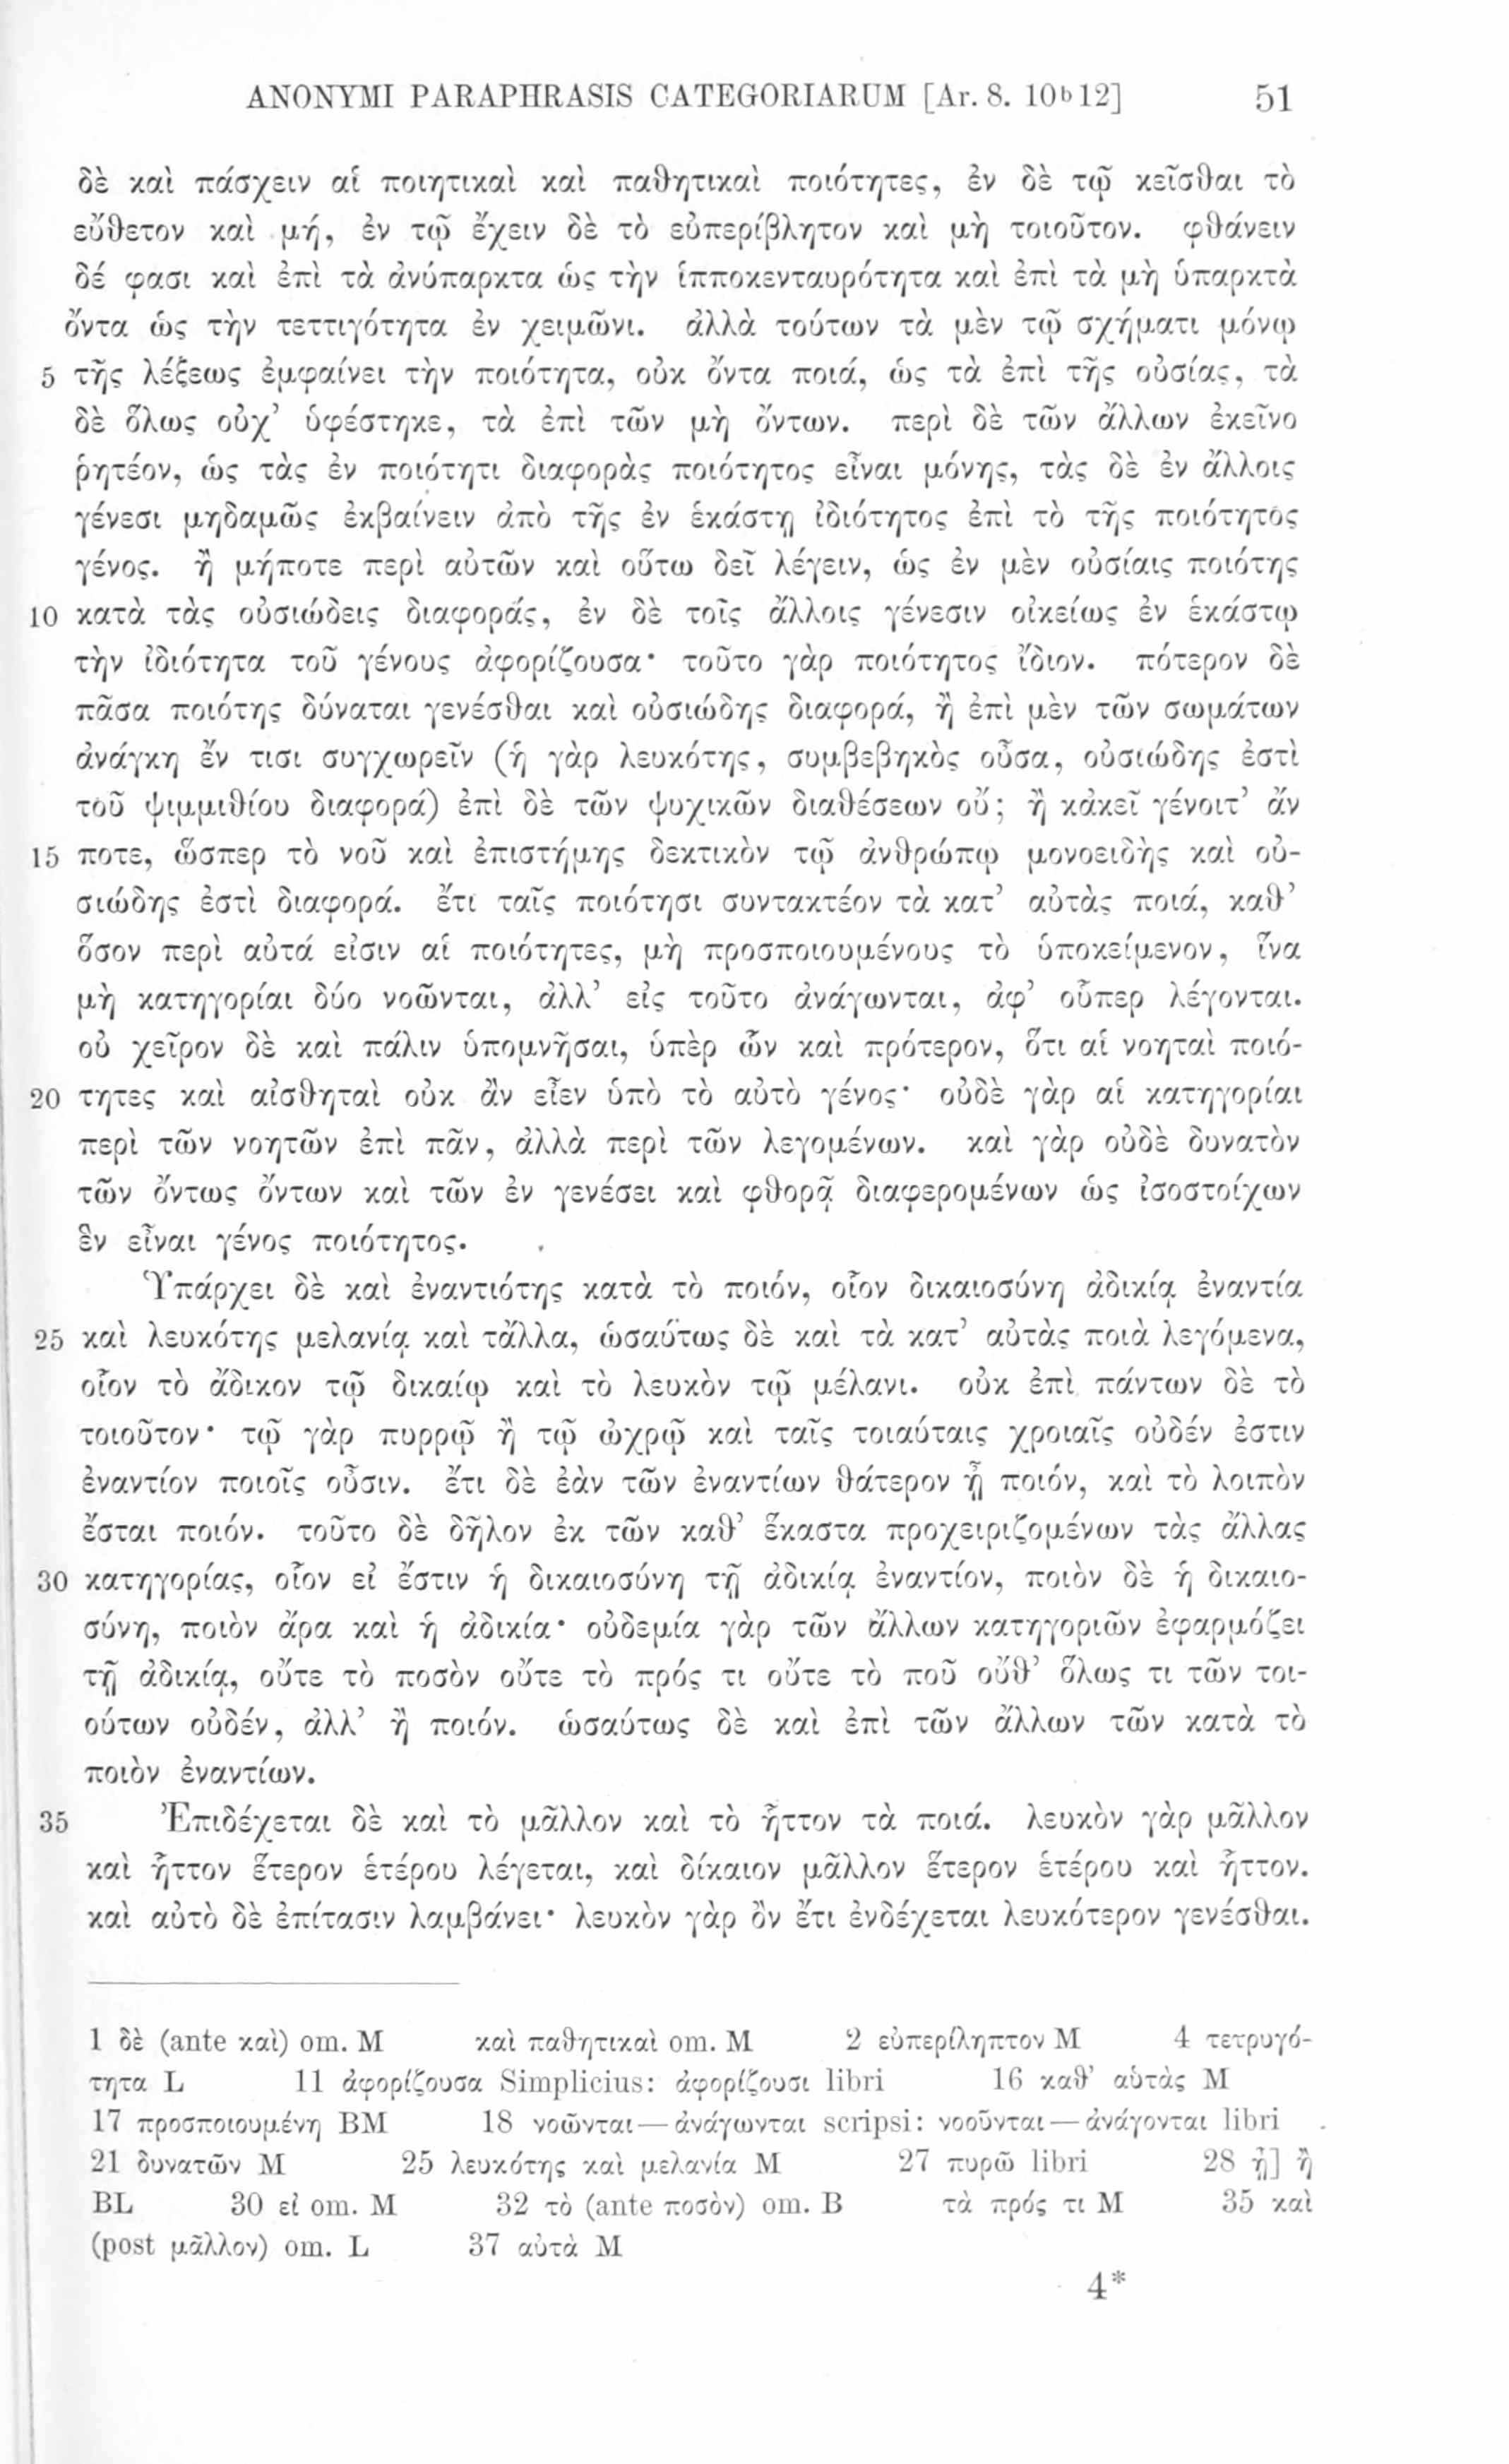 ANONYMI PARAPHRASIS CATEGORIARUM [Ar. 8. 10b12] 51
δὲ καὶ πάσχειν αἱ ποιητικαὶ καὶ παθητικαὶ ποιότητες, ἐν δὲ τῷ κεῖσθαι τὸ
εὔθετον καὶ μή, ἐν τῷ ἔχειν δὲ τὸ εὐπερίβλητον καὶ μὴ τοιοῦτον. φθάνειν
δέ φασι καὶ ἐπὶ τὰ ἀνύπαρκτα ὡς τὴν ἱπποκενταυρότητα καὶ ἐπὶ τὰ μὴ ὑπαρκτὰ
ὄντα ὡς τὴν τεττιγότητα ἐν χειμῶνι. ἀλλὰ τούτων τὰ μὲν τῷ σχήματι μόνῳ
5 τῆς λέξεως ἐμφαίνει τὴν ποιότητα, οὐκ ὄντα ποιά, ὡς τὰ ἐπὶ τῆς οὐσίας, τὰ
δὲ ὅλως οὐχ’ ὑφέστηκε, τὰ ἐπὶ τῶν μὴ ὄντων. περὶ δὲ τῶν ἄλλων ἐκεῖνο
ῥητέον, ὡς τὰς ἐν ποιότητι διαφορὰς ποιότητος εἶναι μόνης, τὰς δὲ ἐν ἄλλοις
γένεσι μηδαμῶς ἐκβαίνειν ἀπὸ τῆς ἐν ἑκάστῃ ἰδιότητος ἐπὶ τὸ τῆς ποιότητος
γένος. ἢ μήποτε περὶ αὐτῶν καὶ οὕτω δεῖ λέγειν, ὡς ἐν μὲν οὐσίαις ποιότης
10 κατὰ τὰς οὐσιώδεις διαφοράς, ἐν δὲ τοῖς ἄλλοις γένεσιν οἰκείως ἐν ἑκάστῳ
τὴν ἰδιότητα τοῦ γένους ἀφορίζουσα· τοῦτο γὰρ ποιότητος ἴδιον. πότερον δὲ
πᾶσα ποιότης δύναται γενέσθαι καὶ οὐσιώδης διαφορά, ἢ ἐπὶ μὲν τῶν σωμάτων
ἀνάγκη ἔν τισι συγχωρεῖν (ἡ γὰρ λευκότης, συμβεβηκὸς οὖσα, οὐσιώδης ἐστὶ
τοῦ ψιμμιθίου διαφορά) ἐπὶ δὲ τῶν ψυχικῶν διαθέσεων οὔ; ἢ κἀκεῖ γένοιτ’ ἄν
15 ποτε, ὥσπερ τὸ νοῦ καὶ ἐπιστήμης δεκτικὸν τῷ ἀνθρώπῳ μονοειδὴς καὶ οὐ-
σιώδης ἐστὶ διαφορά. ἔτι ταῖς ποιότησι συντακτέον τὰ κατ’ αὐτὰς ποιά, καθ’
ὅσον περὶ αὐτά εἰσιν αἱ ποιότητες, μὴ προσποιουμένους τὸ ὑποκείμενον, ἵνα
μὴ κατηγορίαι δύο νοῶνται, ἀλλ’ εἰς τοῦτο ἀνάγωνται, ἀφ’ οὗπερ λέγονται.
οὐ χεῖρον δὲ καὶ πάλιν ὑπομνῆσαι, ὑπὲρ ὧν καὶ πρότερον, ὅτι αἱ νοηταὶ ποιό-
20 τητες καὶ αἰσθηταὶ οὐκ ἂν εἶεν ὑπὸ τὸ αὐτὸ γένος· οὐδὲ γὰρ αἱ κατηγορίαι
περὶ τῶν νοητῶν ἐπὶ πᾶν, ἀλλὰ περὶ τῶν λεγομένων. καὶ γὰρ οὐδὲ δυνατὸν
τῶν ὄντως ὄντων καὶ τῶν ἐν γενέσει καὶ φθορᾷ διαφερομένων ὡς ἰσοστοίχων
ἓν εἶναι γένος ποιότητος.
Ὑπάρχει δὲ καὶ ἐναντιότης κατὰ τὸ ποιόν, οἷον δικαιοσύνη ἀδικίᾳ ἐναντία
25 καὶ λευκότης μελανίᾳ καὶ τἄλλα, ὡσαύτως δὲ καὶ τὰ κατ’ αὐτὰς ποιὰ λεγόμενα,
οἷον τὸ ἄδικον τῷ δικαίῳ καὶ τὸ λευκὸν τῷ μέλανι. οὐκ ἐπὶ πάντων δὲ τὸ
τοιοῦτον· τῷ γὰρ πυρρῷ ἢ τῷ ὠχρῷ καὶ ταῖς τοιαύταις χροιαῖς οὐδέν ἐστιν
ἐναντίον ποιοῖς οὖσιν. ἔτι δὲ ἐὰν τῶν ἐναντίων θάτερον ᾖ ποιόν, καὶ τὸ λοιπὸν
ἔσται ποιόν. τοῦτο δὲ δῆλον ἐκ τῶν καθ’ ἕκαστα προχειριζομένων τὰς ἄλλας
30 κατηγορίας, οἷον εἰ ἔστιν ἡ δικαιοσύνη τῇ ἀδικίᾳ ἐναντίον, ποιὸν δὲ ἡ δικαιο-
σύνη, ποιὸν ἄρα καὶ ἡ ἀδικία· οὐδεμία γὰρ τῶν ἄλλων κατηγοριῶν ἐφαρμόζει
τῇ ἀδικίᾳ, οὔτε τὸ ποσὸν οὔτε τὸ πρός τι οὔτε τὸ ποῦ οὔθ’ ὅλως τι τῶν τοι-
ούτων οὐδέν, ἀλλ’ ἢ ποιόν. ὡσαύτως δὲ καὶ ἐπὶ τῶν ἄλλων τῶν κατὰ τὸ
ποιὸν ἐναντίων.
35 Ἐπιδέχεται δὲ καὶ τὸ μᾶλλον καὶ τὸ ἧττον τὰ ποιά. λευκὸν γὰρ μᾶλλον
καὶ ἧττον ἕτερον ἑτέρου λέγεται, καὶ δίκαιον μᾶλλον ἕτερον ἑτέρου καὶ ἧττον.
καὶ αὐτὸ δὲ ἐπίτασιν λαμβάνει· λευκὸν γὰρ ὂν ἔτι ἐνδέχεται λευκότερον γενέσθαι.
1 δὲ (ante καὶ) om. M καὶ παθητικαὶ om. M 2 εὐπερίληπτον M 4 τετρυγό-
τητα L 11 ἀφορίζουσα Simplicius: ἀφορίζουσι libri 16 καθ’ αὑτὰς M
17 προσποιουμένη BM 18 νοῶνται — ἀνάγωνται scripsi: νοοῦνται — ἀνάγονται libri
21 δυνατῶν M 25 λευκότης καὶ μελανία M 27 πυρῶ libri 28 ᾖ] ἢ
BL 30 εἰ om. M 32 τὸ (ante ποσὸν) om. B τὰ πρός τι M 35 καὶ
(post μᾶλλον) om. L 37 αὐτὰ M
4*